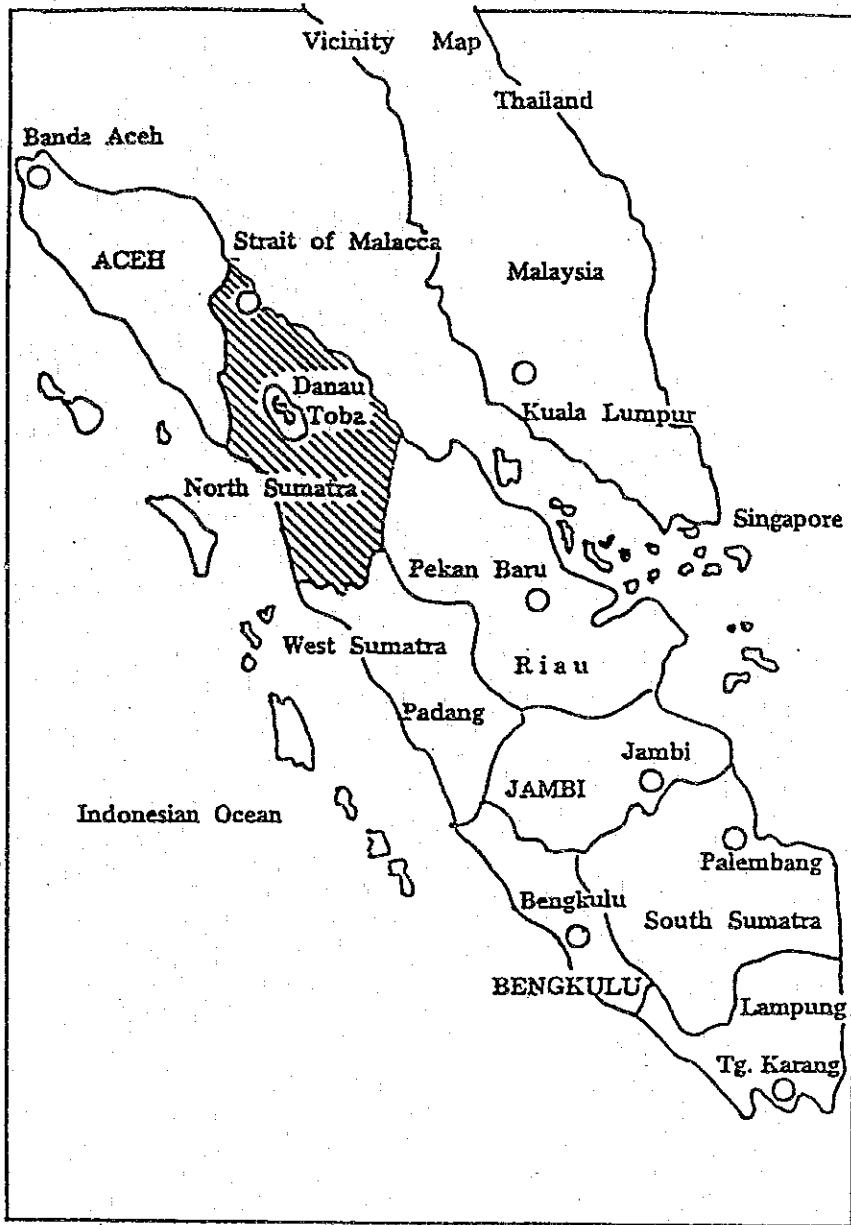 Vicinity Map
Thailand
Banda Aceh
Strait of Malacca
ACEH
Malaysia
Danau
Toba
Kuala Lumpur
North Sumatra
Singapore
Pekan Baru
West Sumatra
Riau
Padang
Jambi
JAMBI
Indonesian Ocean
Palembang
Bengkulu
South Sumatra
BENGKULU
Lampung
Tg. Karang